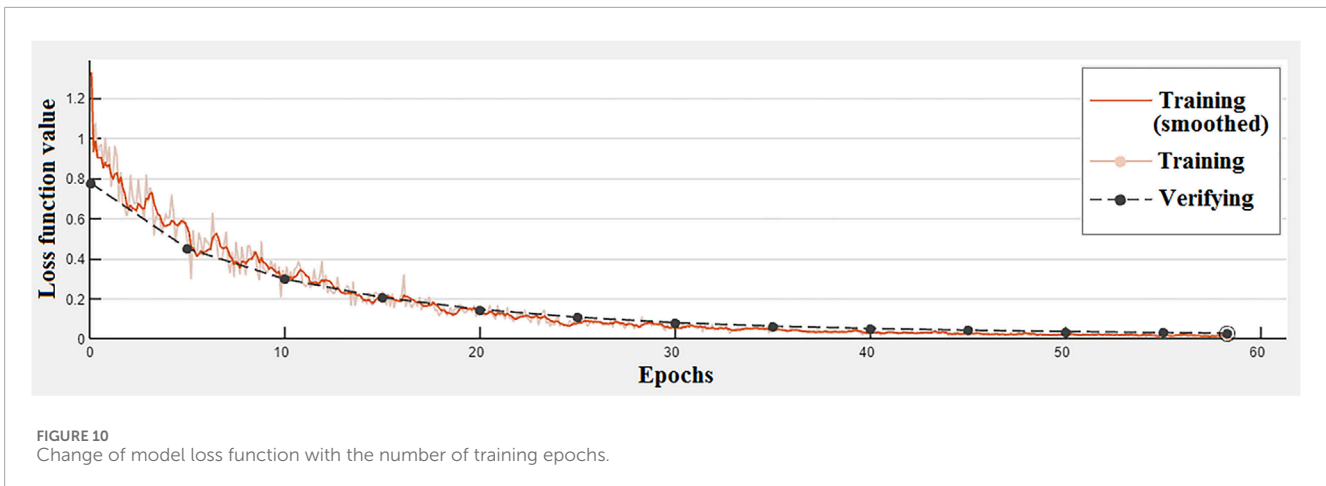 Loss function value
1.2
1
0.8
0.6
0.4
0.2
0
0 10 20 30 40 50 60
Epochs
Training
(smoothed)
Training
Verifying
FIGURE 10
Change of model loss function with the number of training epochs.